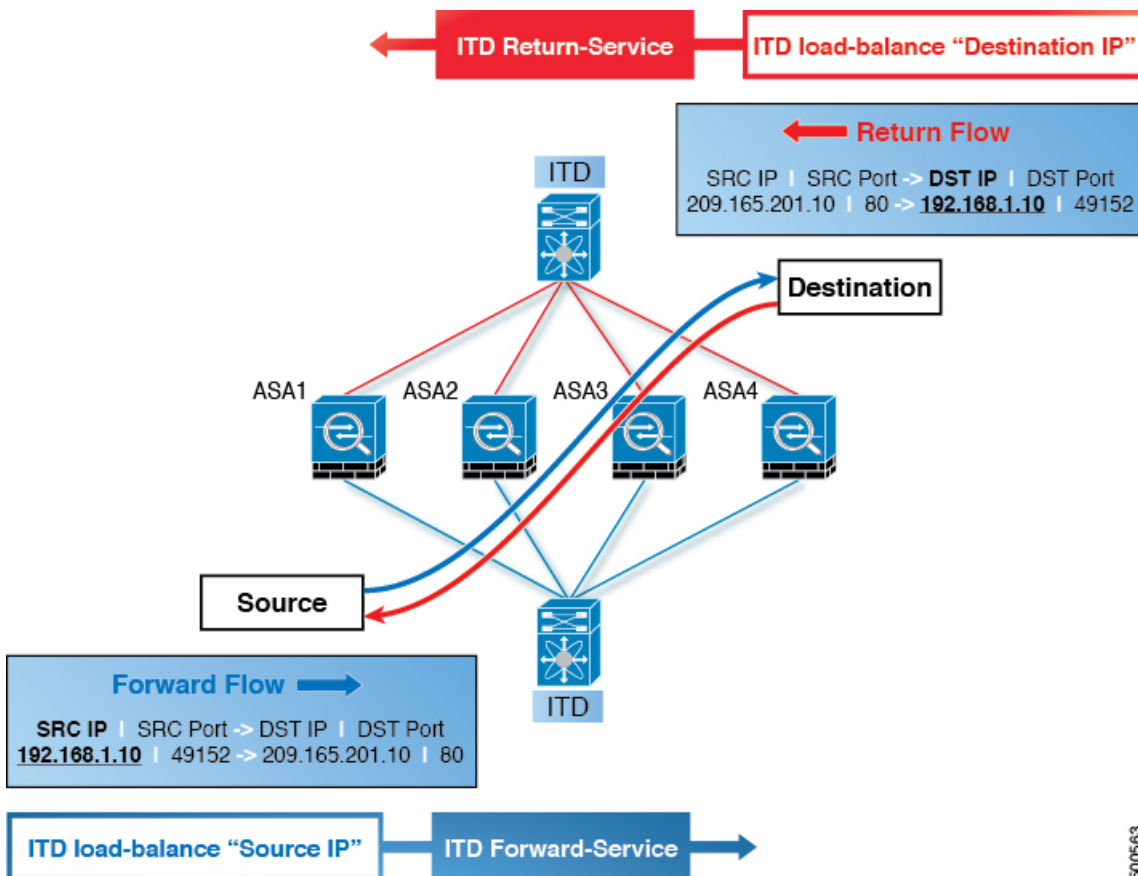 ITD Return-Service
ITD load-balance “Destination IP”
Return Flow
SRC IP | SRC Port -> DST IP | DST Port
209.165.201.10 | 80 -> 192.168.1.10 | 49152
ITD
Destination
ASA1
ASA2
ASA3
ASA4
Source
ITD
Forward Flow
SRC IP | SRC Port -> DST IP | DST Port
192.168.1.10 | 49152 -> 209.165.201.10 | 80
ITD load-balance “Source IP”
ITD Forward-Service